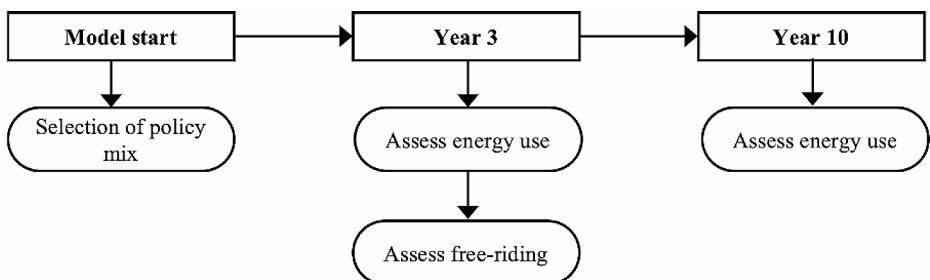 Model start
Year 3
Year 10
Selection of policy
mix
Assess energy use
Assess energy use
Assess free-riding